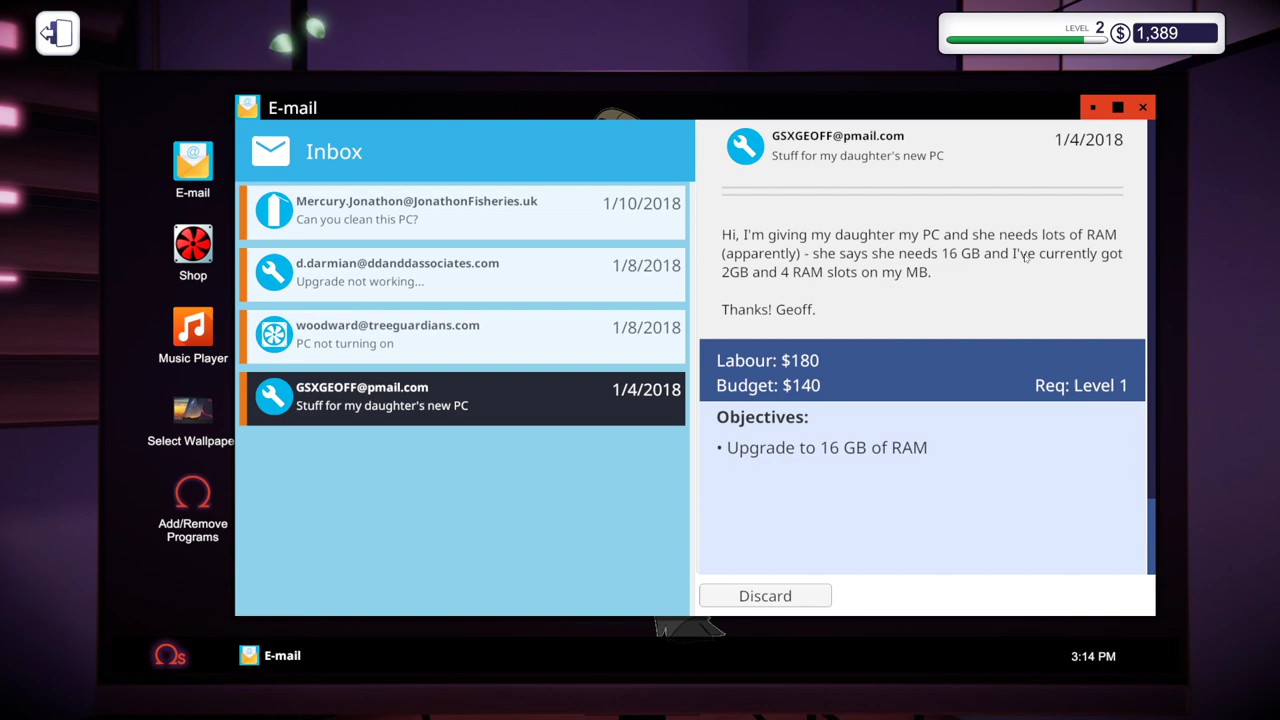 LEVEL 2
$ 1,389
E-mail
E-mail
Shop
Music Player
Select Wallpape
Add/Remove
Programs
Inbox
Mercury.Jonathon@JonathonFisheries.uk 1/10/2018
Can you clean this PC?
d.darmian@ddanddassociates.com 1/8/2018
Upgrade not working...
woodward@treeguardians.com 1/8/2018
PC not turning on
GSXGEOFF@pmail.com 1/4/2018
Stuff for my daughter's new PC
GSXGEOFF@pmail.com 1/4/2018
Stuff for my daughter's new PC
Hi, I'm giving my daughter my PC and she needs lots of RAM
(apparently) - she says she needs 16 GB and I've currently got
2GB and 4 RAM slots on my MB.
Thanks! Geoff.
Labour: $180
Budget: $140 Req: Level 1
Objectives:
• Upgrade to 16 GB of RAM
Discard
Ωs E-mail 3:14 PM